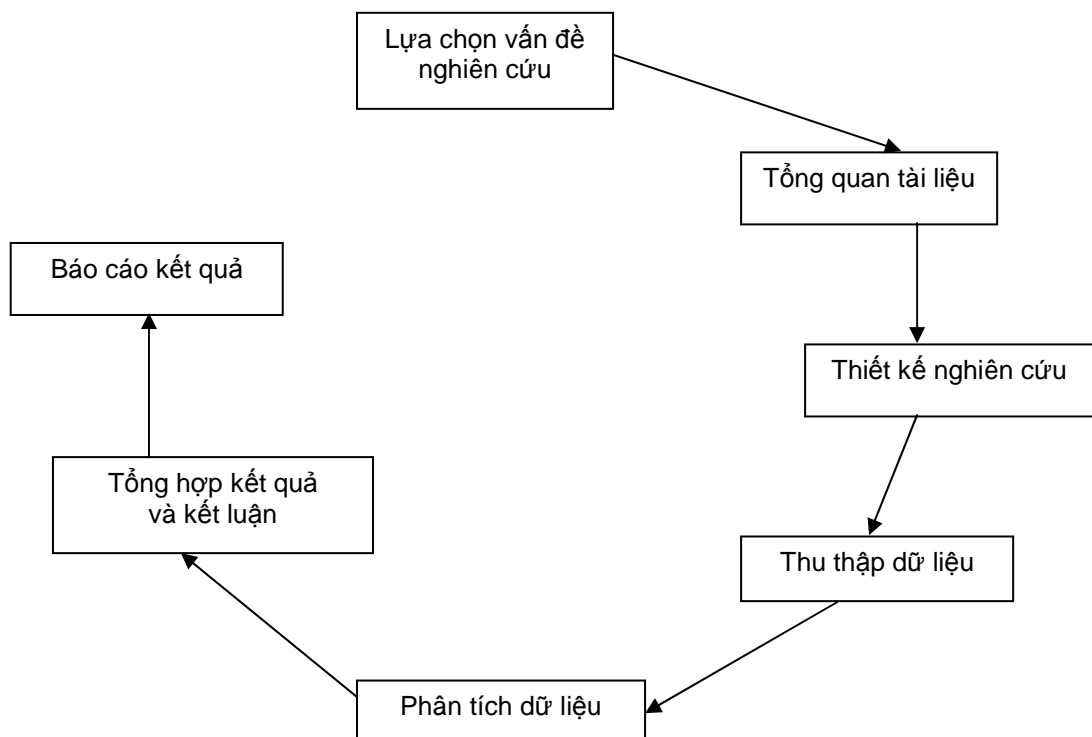 Lựa chọn vấn đề
nghiên cứu
Tổng quan tài liệu
Thiết kế nghiên cứu
Thu thập dữ liệu
Phân tích dữ liệu
Tổng hợp kết quả
và kết luận
Báo cáo kết quả